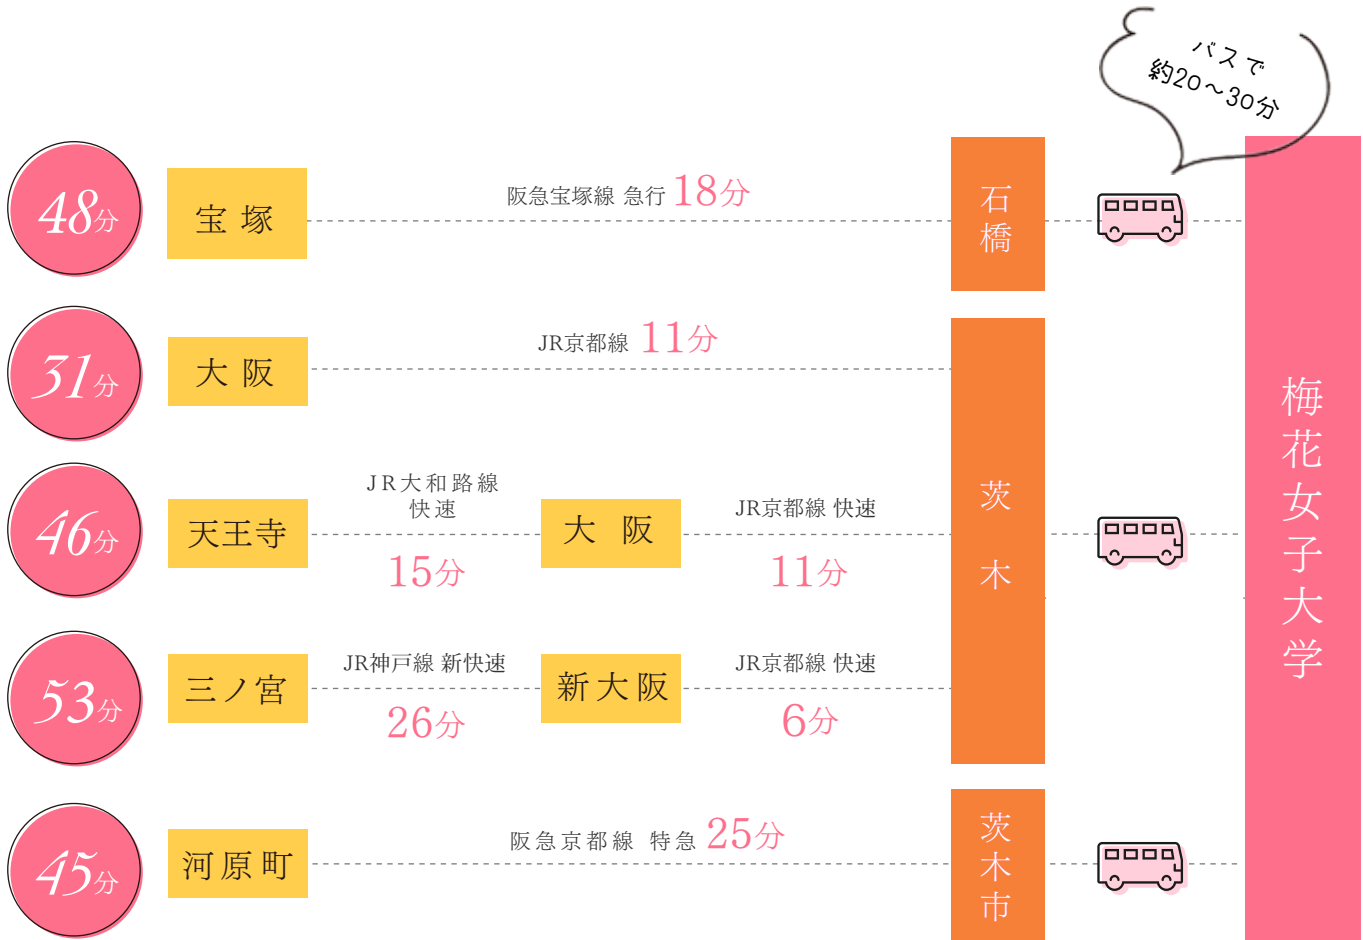 バスで
約20〜30分
48分
宝塚
阪急宝塚線 急行 18分
石橋
31分
大阪
JR京都線 11分
46分
天王寺
JR大和路線
快速
15分
大阪
JR京都線 快速
11分
茨木
53分
三ノ宮
JR神戸線 新快速
26分
新大阪
JR京都線 快速
6分
45分
河原町
阪急京都線 特急 25分
茨木市
梅花女子大学